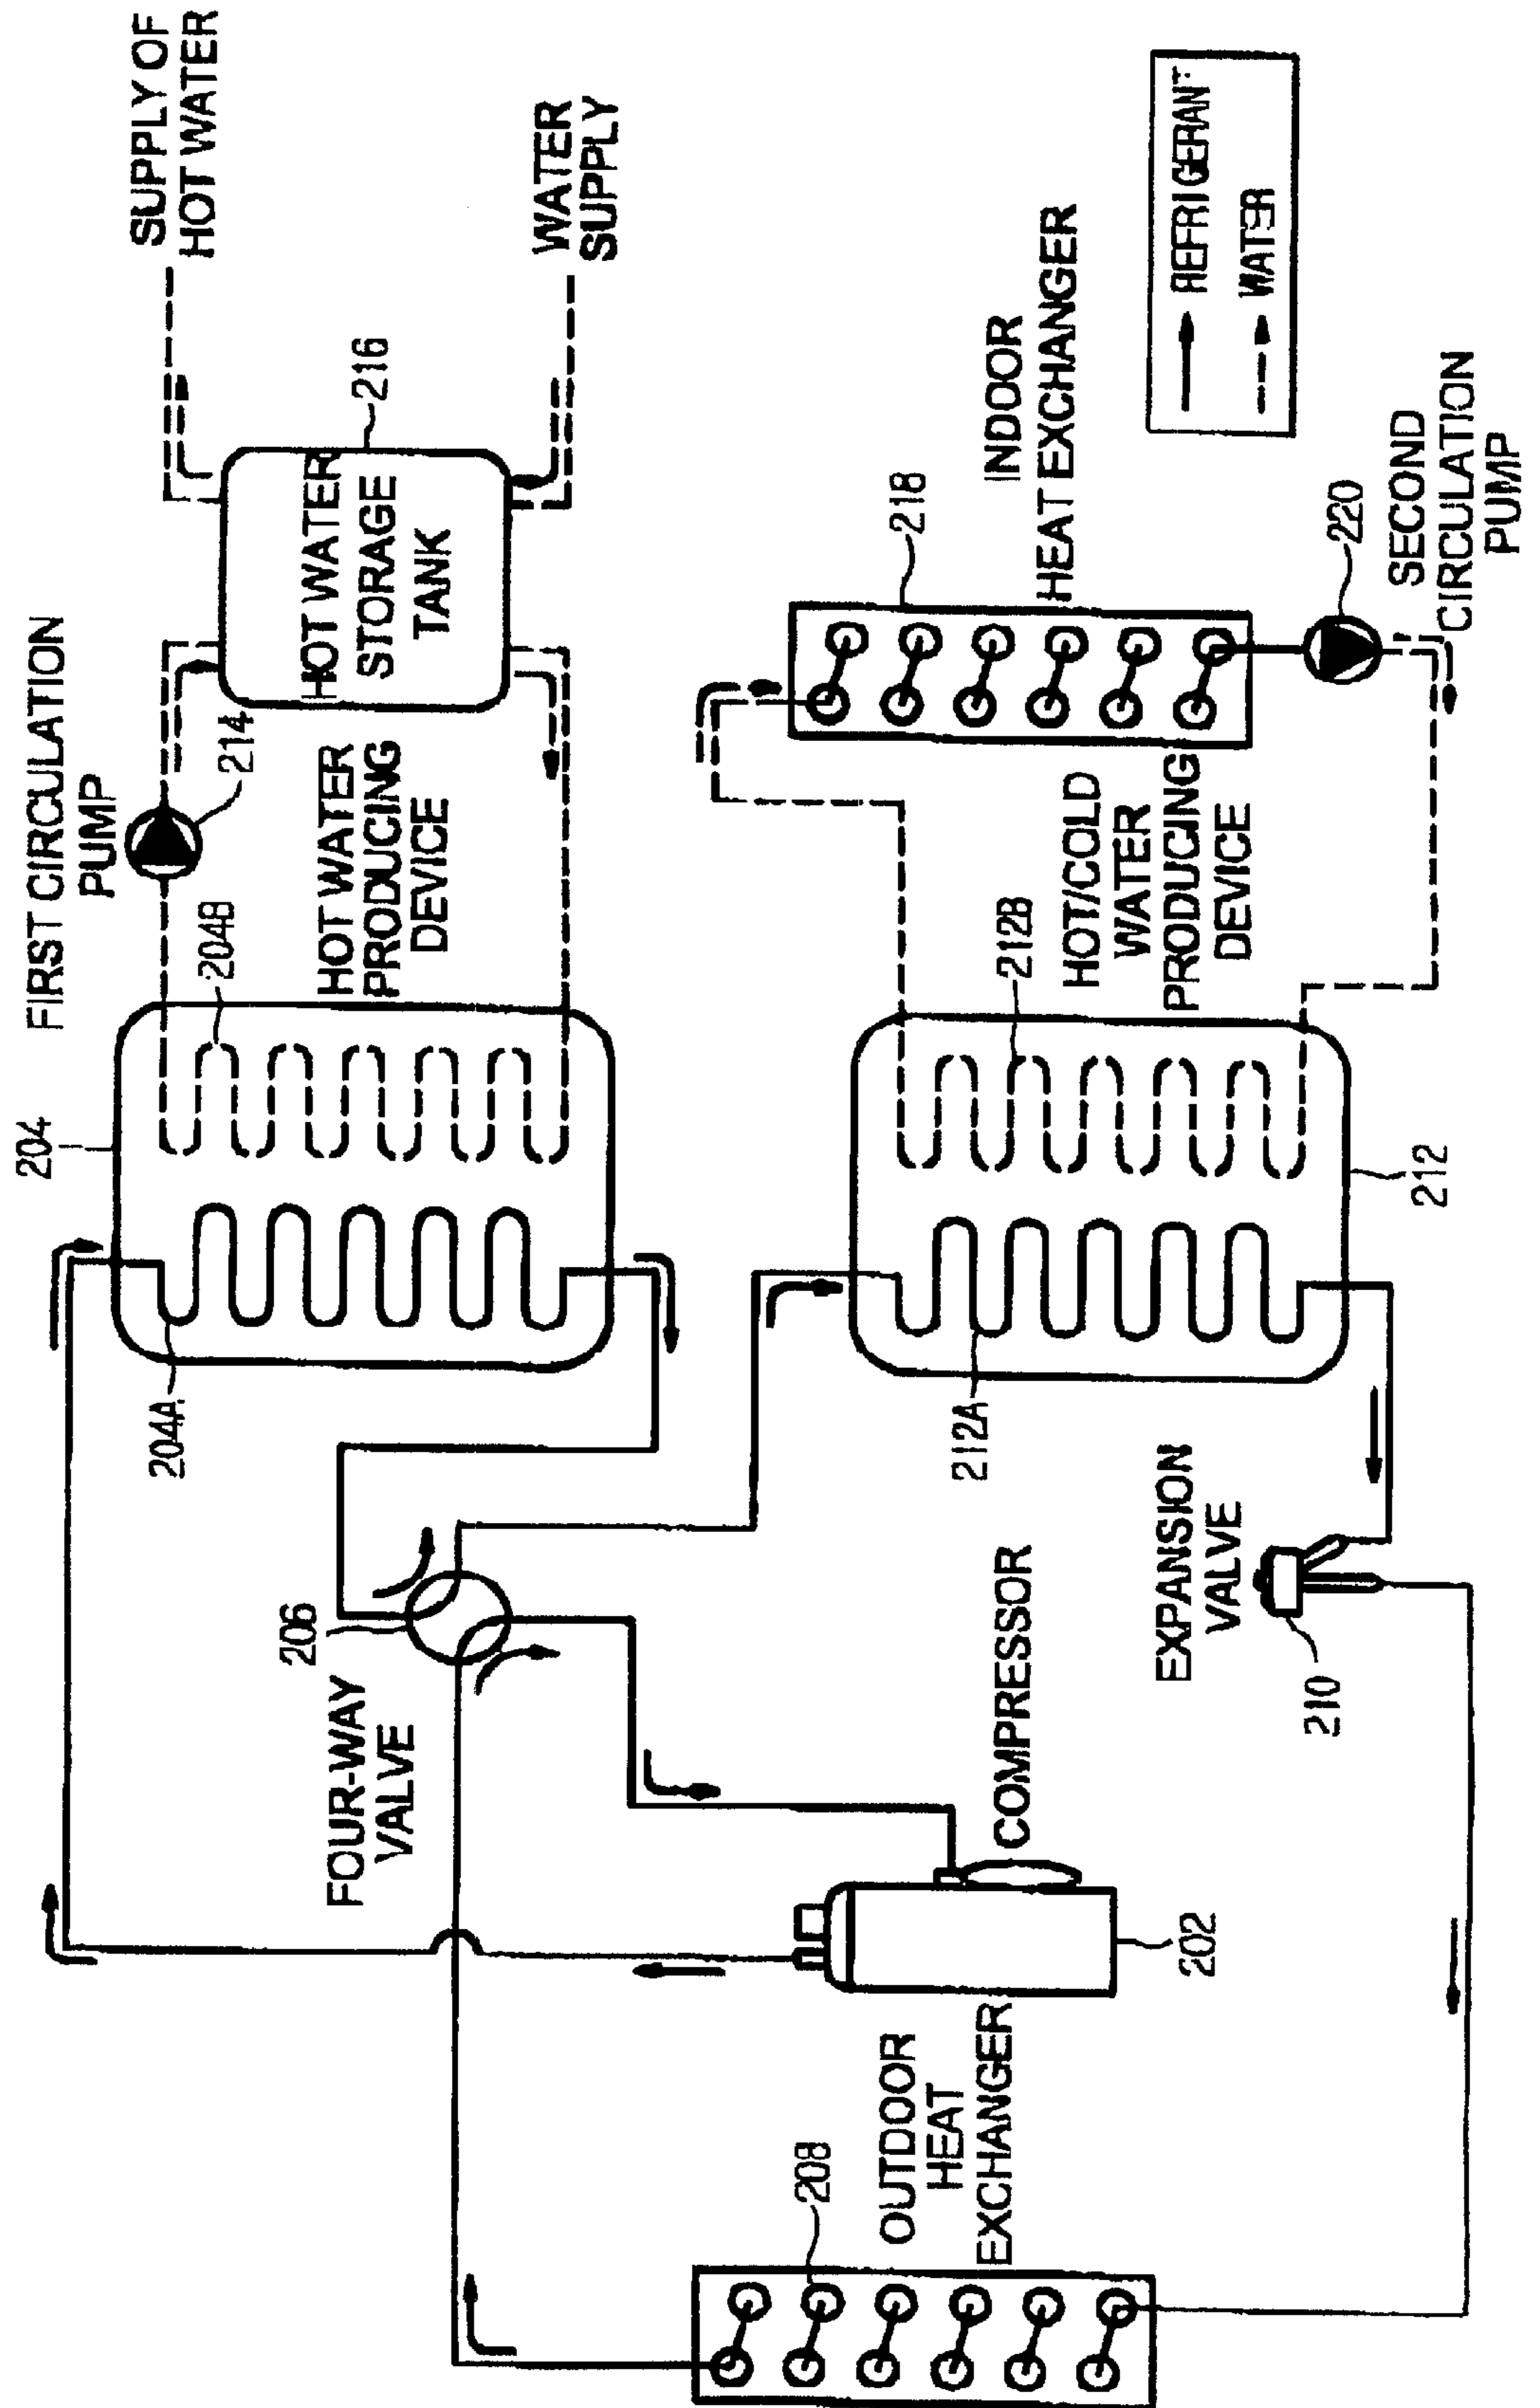 FIRST CIRCULATION
PUMP
SUPPLY OF
HOT WATER
204
204B
214
216
HOT WATER
STORAGE
TANK
WATER
SUPPLY
HOT WATER
PRODUCING
DEVICE
204A
206
FOUR-WAY
VALVE
208
OUTDOOR
HEAT
EXCHANGER
COMPRESSOR
202
212A
212B
HOT/COLD
WATER
PRODUCING
DEVICE
218
INDOOR
HEAT EXCHANGER
EXPANSION
VALVE
210
212
220
SECOND
CIRCULATION
PUMP
REFRIGERANT
WATER